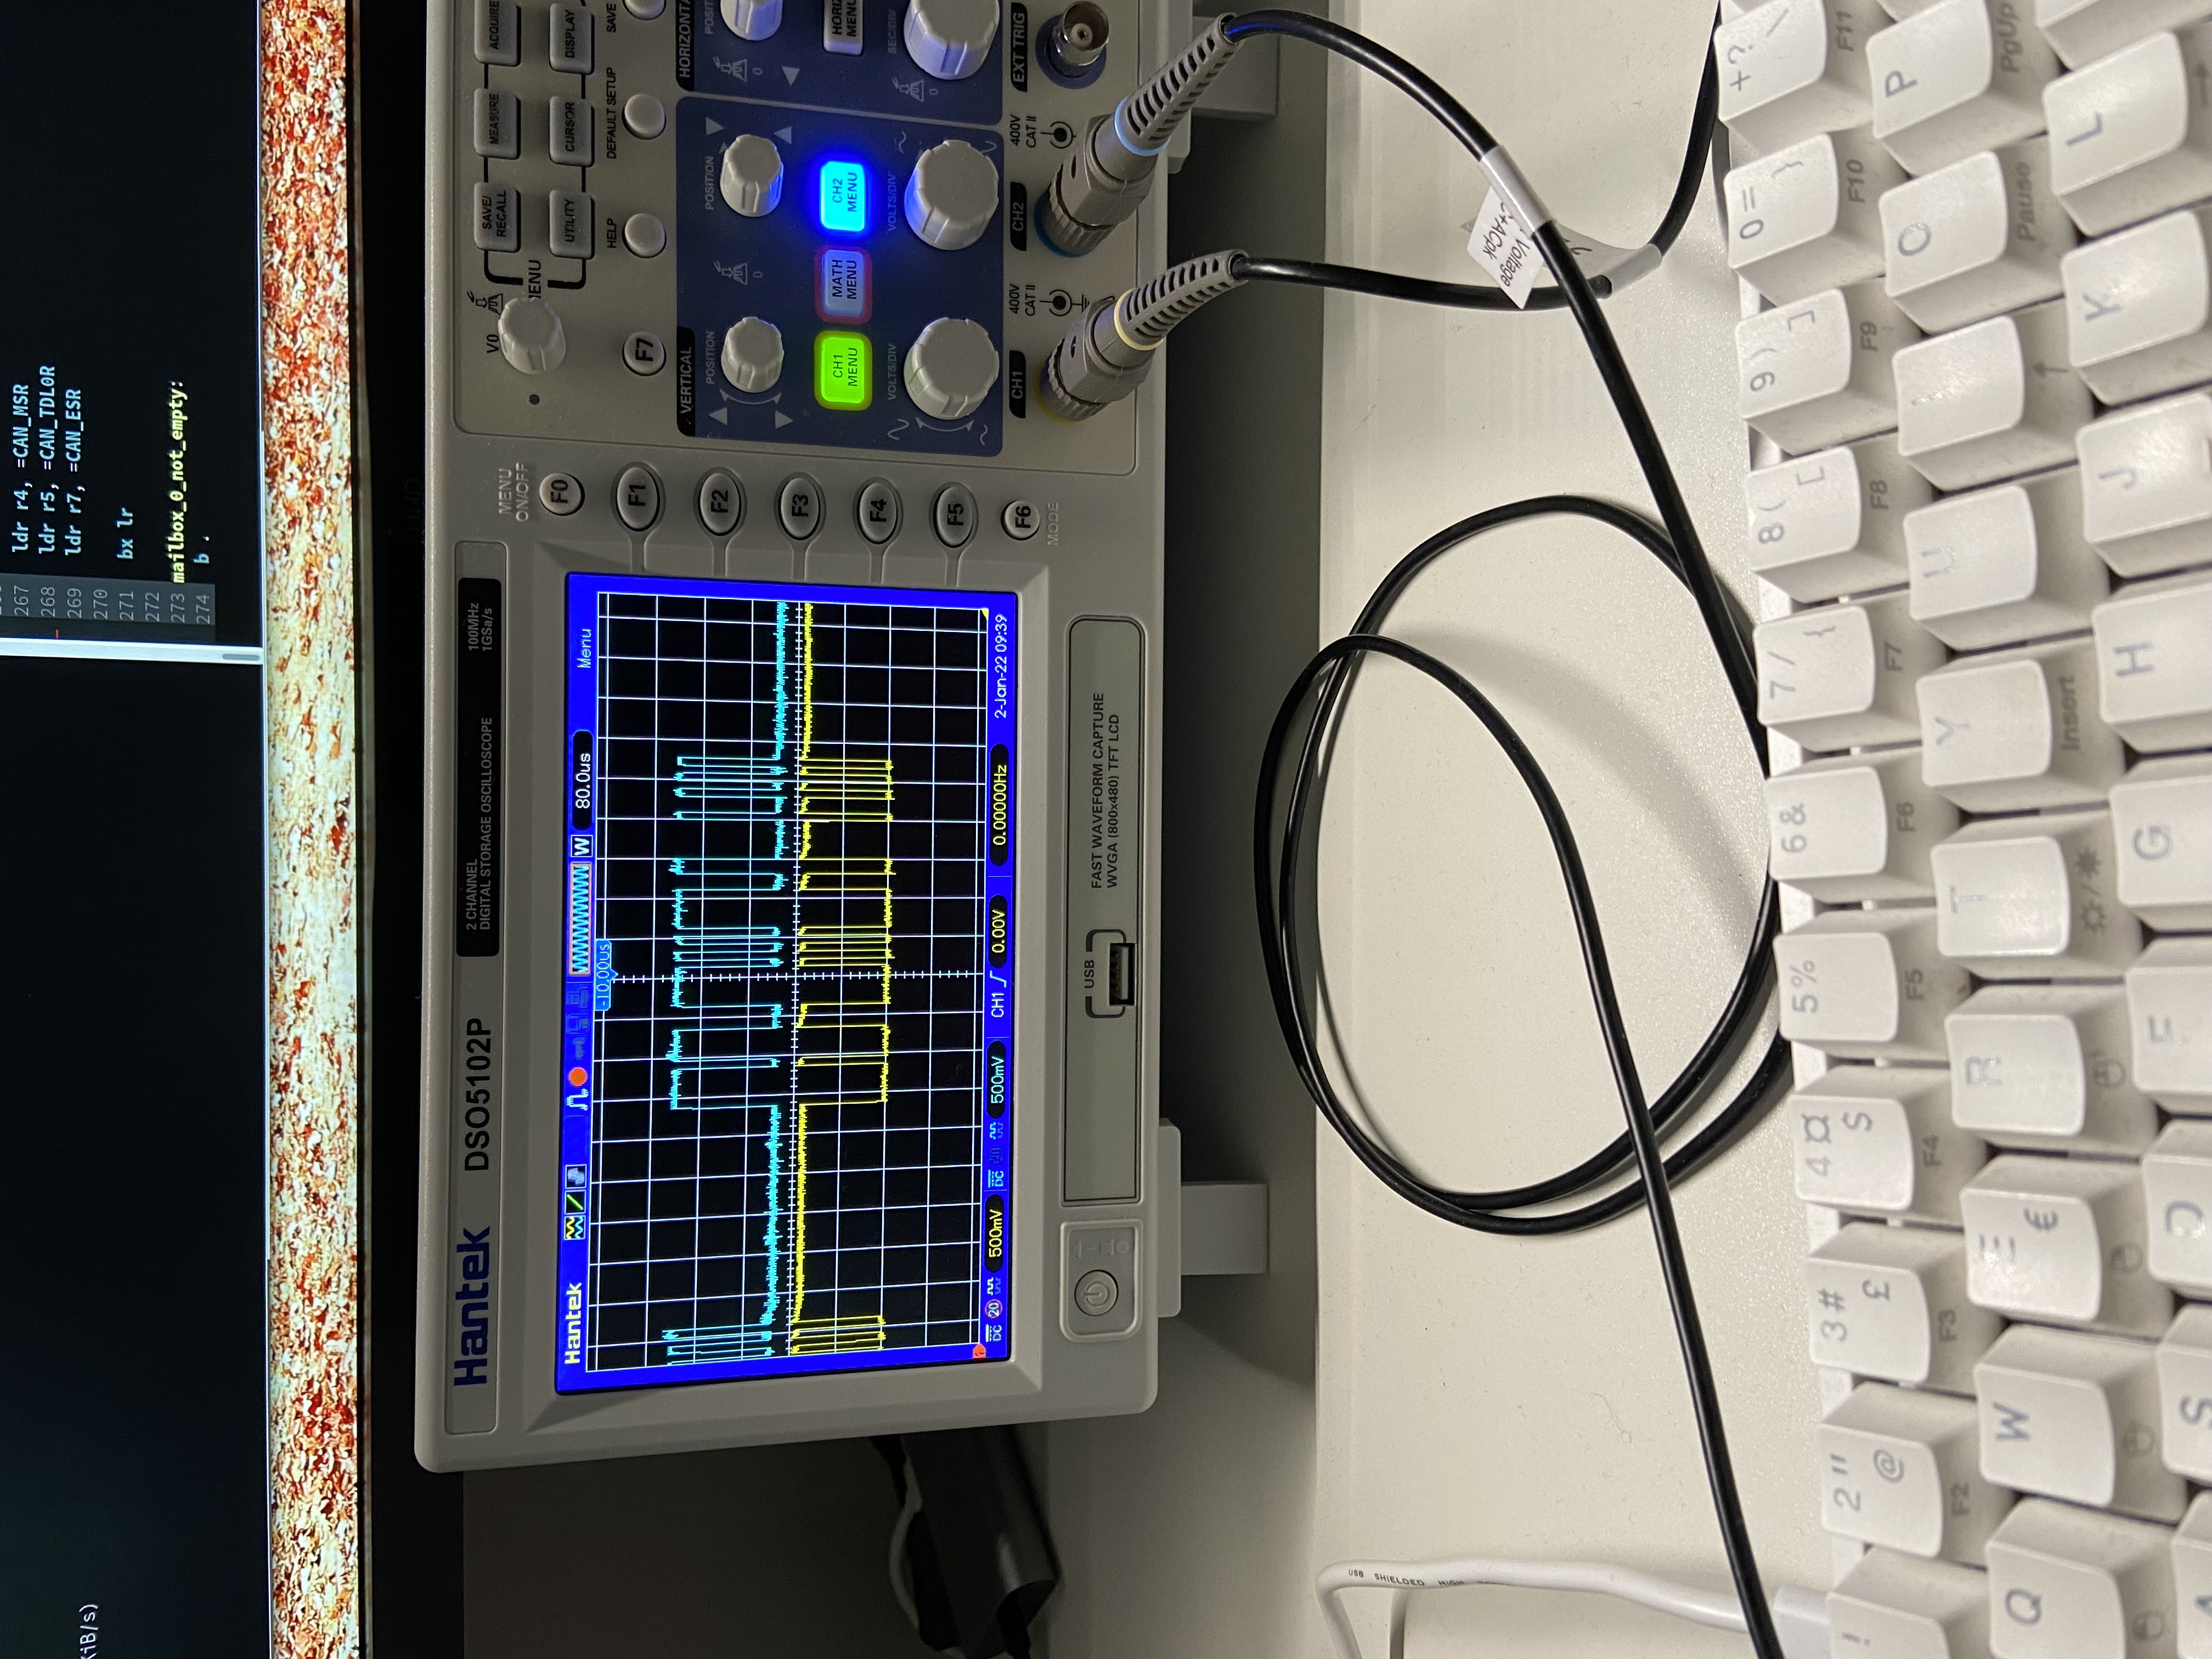 267 ldr r4, =CAN_MSR
268 ldr r5, =CAN_TDL0R
269 ldr r7, =CAN_ESR
270
271 bx lr
272
273 mailbox_0_not_empty:
274 b .
KiB/s)
Hantek DSO5102P
2 CHANNEL
DIGITAL STORAGE OSCILLOSCOPE
100MHz
1GSa/s
MENU
ON/OFF
F0
F1
F2
F3
F4
F5
F6
MODE
Hantek W 80.0us Menu
-10.00us
DC 20 500mV DC 20 500mV CH1 0.00V 0.00000Hz 2-Jan-22 09:39
USB
FAST WAVEFORM CAPTURE
WVGA (800x480) TFT LCD
V0
MENU
SAVE/
RECALL
MEASURE
ACQUIRE
UTILITY
CURSOR
DISPLAY
F7
HELP
DEFAULT SETUP
SAVE
VERTICAL
HORIZONTA
POSITION
POSITION
POSIT
0
0
CH1
MENU
MATH
MENU
CH2
MENU
HORI
MENU
VOLTS/DIV
VOLTS/DIV
SEC/DIV
0
CH1
400V
CAT II
CH2
400V
CAT II
EXT TRIG
Voltage
C+ACpk
USB SHIELDED HIGH
! 2 " @ 3 # £ 4 ¤ $ 5 % 6 & 7 / { 8 ( [ 9 ) ] 0 = } + ? \
F2 F3 F4 F5 F6 F7 F8 F9 F10 F11
Q W E € R T Y U I O P
Insert Pause PgUp
A S D F G H J K L